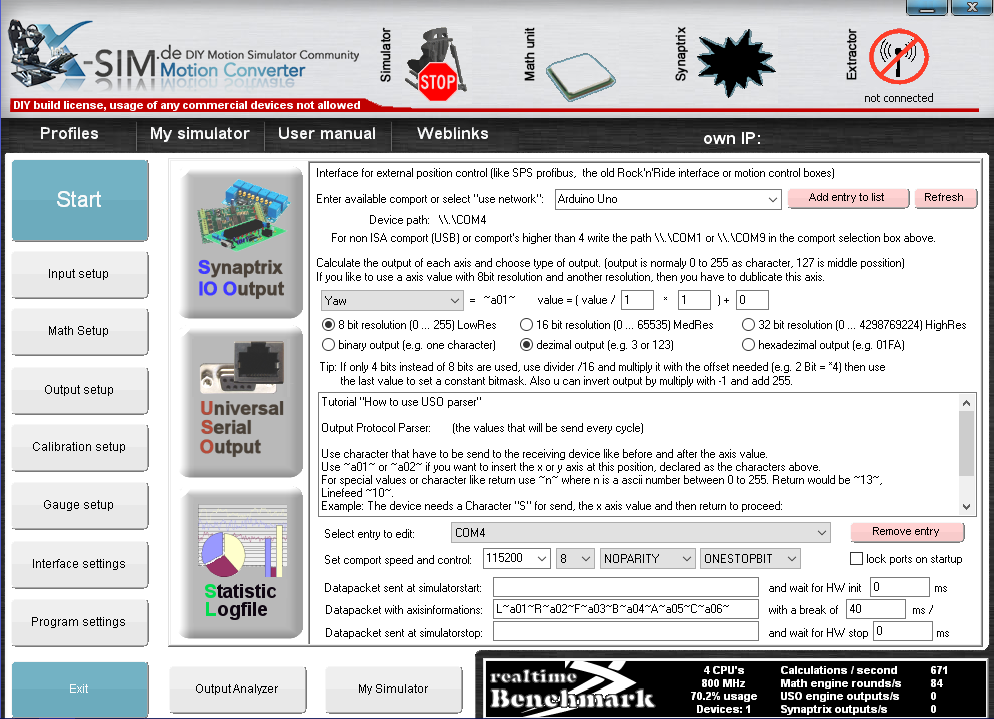 X-SIM.de DIY Motion Simulator Community
Motion Converter
DIY build license, usage of any commercial devices not allowed
Simulator
STOP
Math unit
Synaptrix
Extractor
not connected
Profiles
My simulator
User manual
Weblinks
own IP:
Start
Input setup
Math Setup
Output setup
Calibration setup
Gauge setup
Interface settings
Program settings
Exit
Synaptrix
IO Output
Universal
Serial
Output
Statistic
Logfile
Interface for external position control (like SPS profibus, the old Rock'n'Ride interface or motion control boxes)
Enter available comport or select "use network": Arduino Uno Add entry to list Refresh
Device path: \\.\COM4
For non ISA comport (USB) or comport's higher than 4 write the path \\.\COM1 or \\.\COM9 in the comport selection box above.
Calculate the output of each axis and choose type of output. (output is normaly 0 to 255 as character, 127 is middle possition)
If you like to use a axis value with 8bit resolution and another resolution, then you have to dublicate this axis.
Yaw = ~a01~ value = ( value / 1 * 1 ) + 0
8 bit resolution (0 ... 255) LowRes 16 bit resolution (0 ... 65535) MedRes 32 bit resolution (0 ... 4298769224) HighRes
binary output (e.g. one character) dezimal output (e.g. 3 or 123) hexadezimal output (e.g. 01FA)
Tip: If only 4 bits instead of 8 bits are used, use divider /16 and multiply it with the offset needed (e.g. 2 Bit = *4) then use
the last value to set a constant bitmask. Also u can invert output by multiply with -1 and add 255.
Tutorial "How to use USO parser"
Output Protocol Parser: (the values that will be send every cycle)
Use character that have to be send to the receiving device like before and after the axis value.
Use ~a01~ or ~a02~ if you want to insert the x or y axis at this position, declared as the characters above.
For special values or character like return use ~n~ where n is a ascii number between 0 to 255. Return would be ~13~,
Linefeed ~10~.
Example: The device needs a Character "S" for send, the x axis value and then return to proceed:
Select entry to edit: COM4 Remove entry
Set comport speed and control: 115200 8 NOPARITY ONESTOPBIT lock ports on startup
Datapacket sent at simulatorstart: and wait for HW init 0 ms
Datapacket with axisinformations: L~a01~R~a02~F~a03~B~a04~A~a05~C~a06~ with a break of 40 ms /
Datapacket sent at simulatorstop: and wait for HW stop 0 ms
Output Analyzer
My Simulator
realtime
Benchmark
4 CPU's
800 MHz
70.2% usage
Devices: 1
Calculations / second 671
Math engine rounds/s 84
USO engine outputs/s 0
Synaptrix outputs/s 0